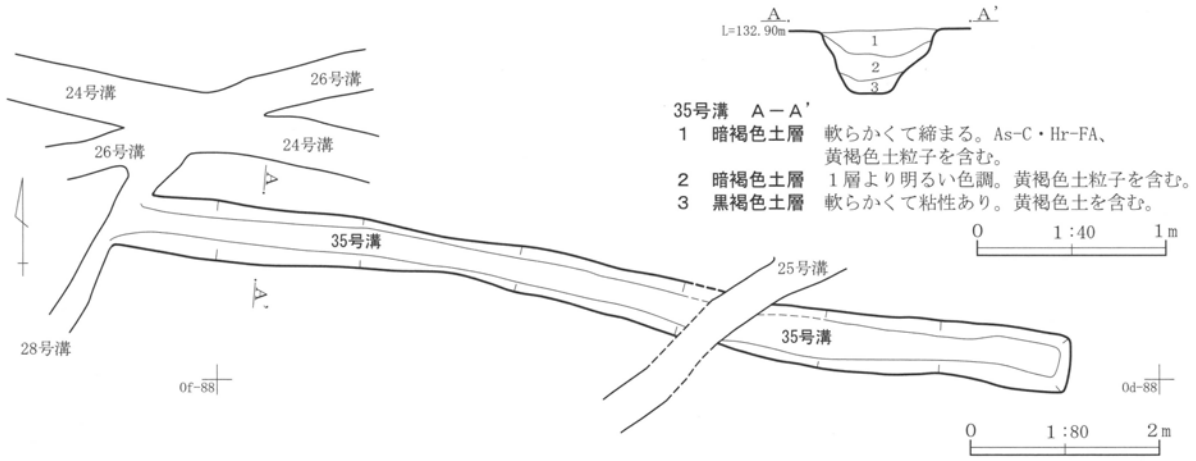 A A'
L=132.90m
1
2
3
35号溝 A-A'
1 暗褐色土層 軟らかくて締まる。As-C・Hr-FA、
黄褐色土粒子を含む。
2 暗褐色土層 1層より明るい色調。黄褐色土粒子を含む。
3 黒褐色土層 軟らかくて粘性あり。黄褐色土を含む。
0 1:40 1m
24号溝
26号溝
26号溝
24号溝
A
35号溝
A'
28号溝
25号溝
35号溝
Of-88
Od-88
0 1:80 2m